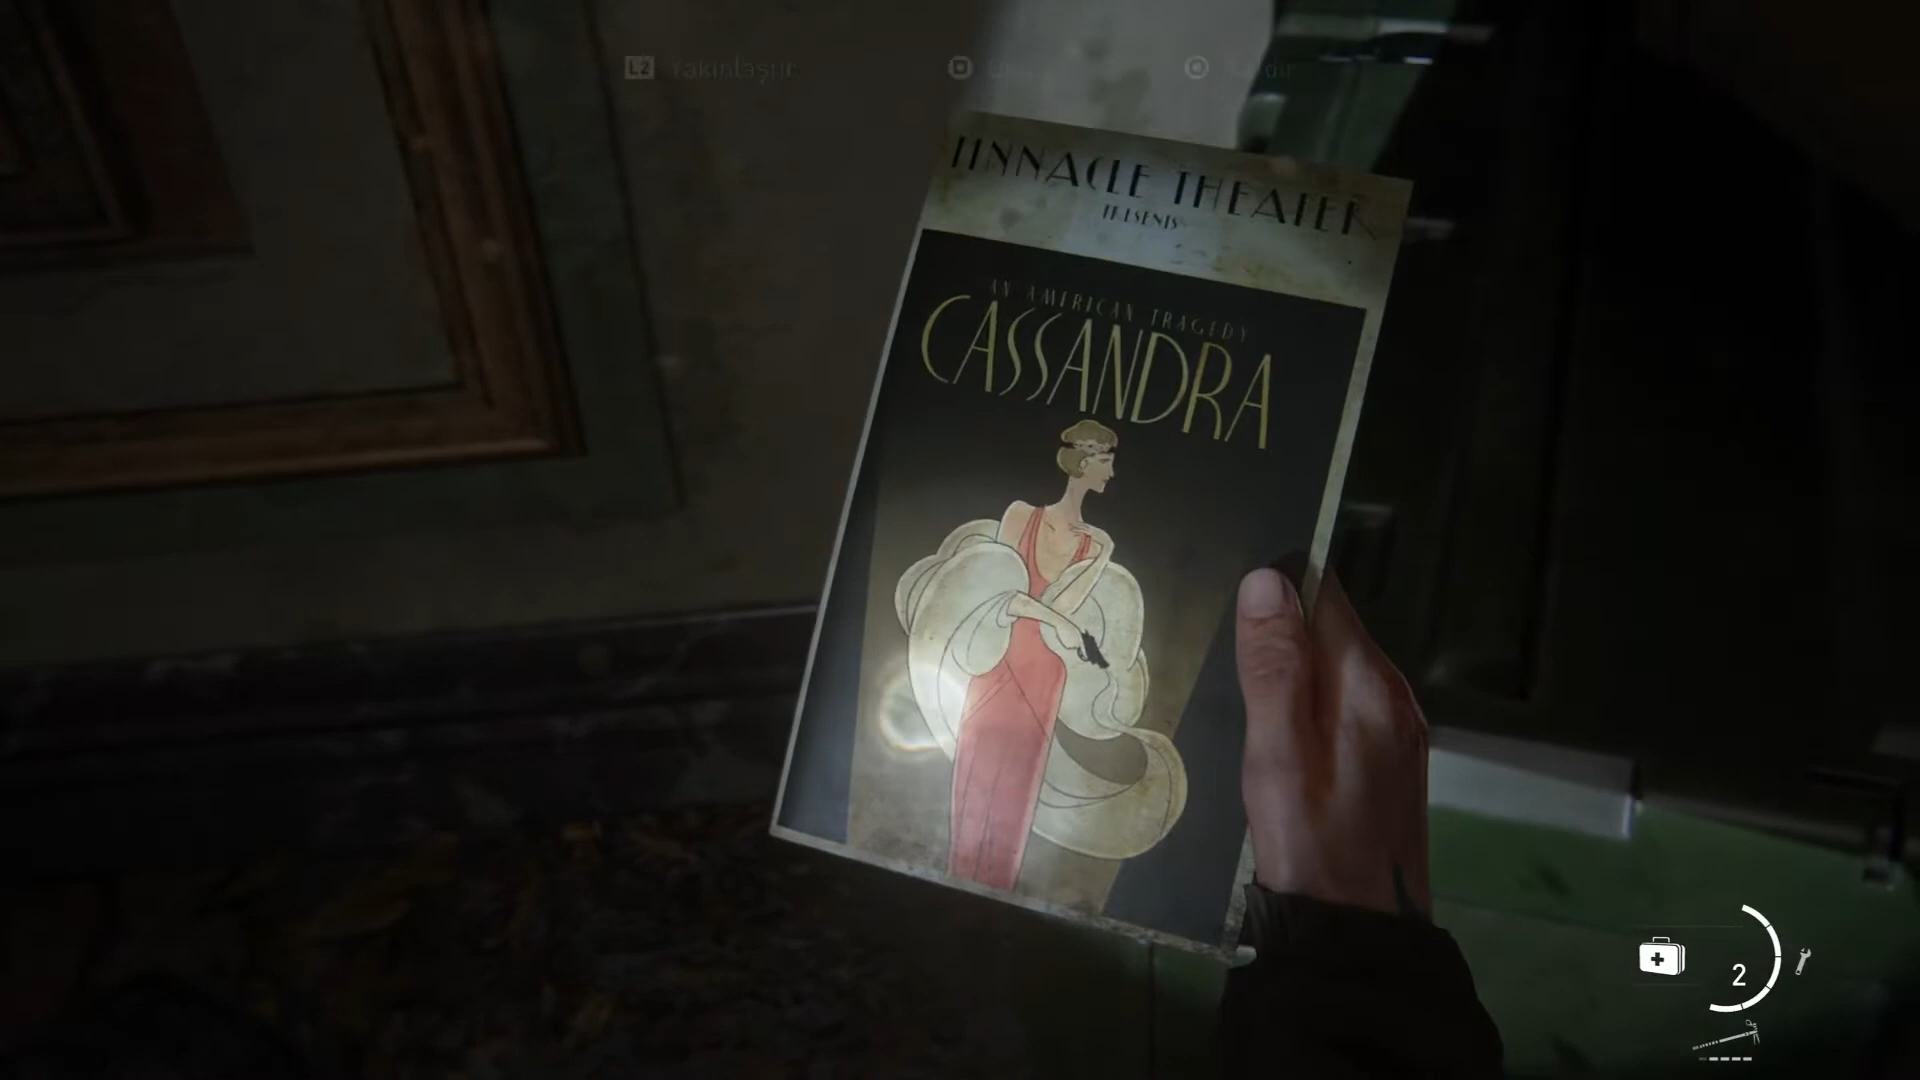 L2 Yakınlaştır
PINNACLE THEATER
PRESENTS
AN AMERICAN TRAGEDY
CASSANDRA
2